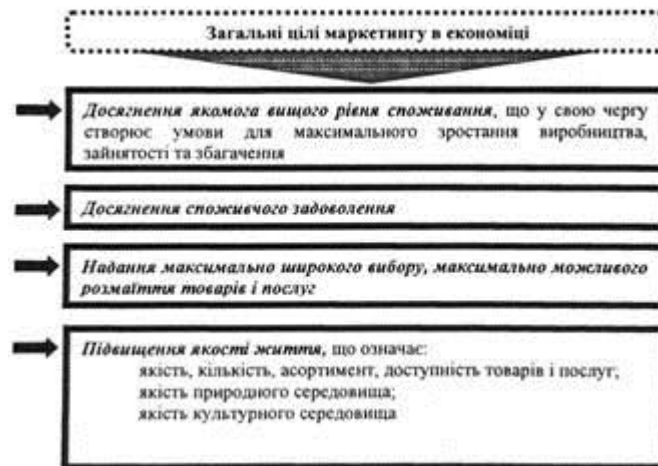 Загальні цілі маркетингу в економіці
Досягнення якомога вищого рівня споживання, що у свою чергу
створює умови для максимального зростання виробництва,
зайнятості та збагачення
Досягнення споживчого задоволення
Надання максимально широкого вибору, максимально можливого
розмаїття товарів і послуг
Підвищення якості життя, що означає:
якість, кількість, асортимент, доступність товарів і послуг;
якість природного середовища;
якість культурного середовища